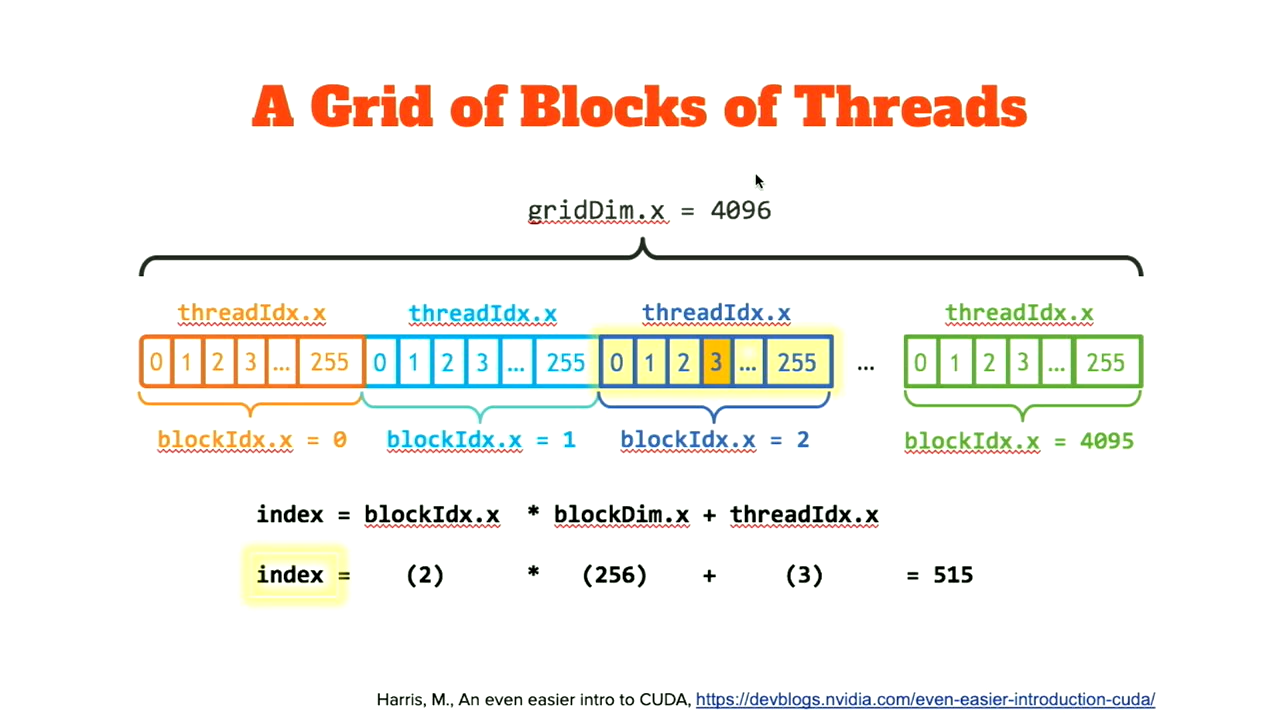 A Grid of Blocks of Threads
gridDim.x = 4096
threadIdx.x threadIdx.x threadIdx.x threadIdx.x
0 1 2 3 ... 255 0 1 2 3 ... 255 0 1 2 3 ... 255 ... 0 1 2 3 ... 255
blockIdx.x = 0 blockIdx.x = 1 blockIdx.x = 2 blockIdx.x = 4095
index = blockIdx.x * blockDim.x + threadIdx.x
index = (2) * (256) + (3) = 515
Harris, M., An even easier intro to CUDA, https://devblogs.nvidia.com/even-easier-introduction-cuda/